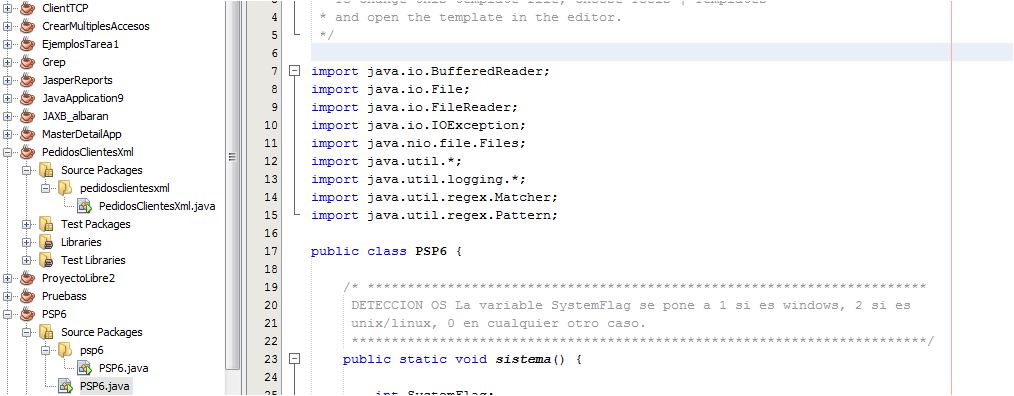 ClientTCP
CrearMultiplesAccesos
EjemplosTarea1
Grep
JasperReports
JavaApplication9
JAXB_albaran
MasterDetailApp
PedidosClientesXml
Source Packages
pedidosclientesxml
PedidosClientesXml.java
Test Packages
Libraries
Test Libraries
ProyectoLibre2
Pruebass
PSP6
Source Packages
psp6
PSP6.java
PSP6.java
4 * and open the template in the editor.
5 */
6
7 import java.io.BufferedReader;
8 import java.io.File;
9 import java.io.FileReader;
10 import java.io.IOException;
11 import java.nio.file.Files;
12 import java.util.*;
13 import java.util.logging.*;
14 import java.util.regex.Matcher;
15 import java.util.regex.Pattern;
16
17 public class PSP6 {
18
19 /* **********************************************************************
20 DETECCION OS La variable SystemFlag se pone a 1 si es windows, 2 si es
21 unix/linux, 0 en cualquier otro caso.
22 ************************************************************************/
23 public static void sistema() {
24
25 int SystemFlag;